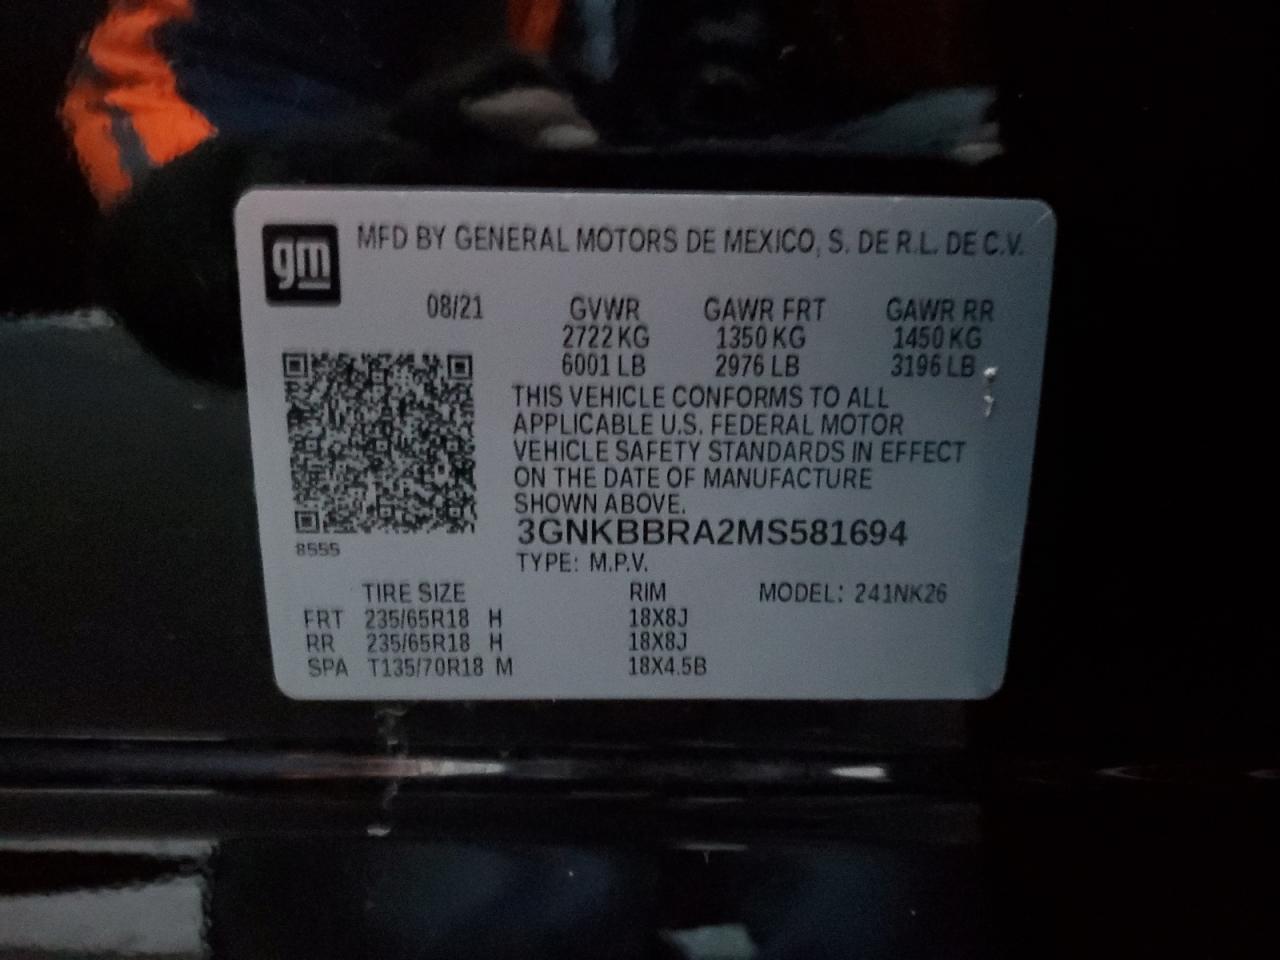 gm
MFD BY GENERAL MOTORS DE MEXICO, S. DE R.L. DE C.V.
08/21 GVWR GAWR FRT GAWR RR
2722 KG 1350 KG 1450 KG
6001 LB 2976 LB 3196 LB
THIS VEHICLE CONFORMS TO ALL
APPLICABLE U.S. FEDERAL MOTOR
VEHICLE SAFETY STANDARDS IN EFFECT
ON THE DATE OF MANUFACTURE
SHOWN ABOVE.
3GNKBBRA2MS581694
8555
TYPE: M.P.V.
TIRE SIZE RIM MODEL: 241NK26
FRT 235/65R18 H 18X8J
RR 235/65R18 H 18X8J
SPA T135/70R18 M 18X4.5B